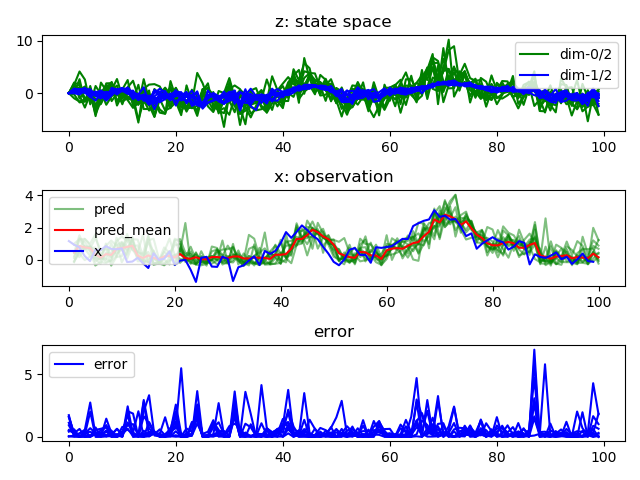 z: state space
10
0
dim-0/2
dim-1/2
0 20 40 60 80 100
x: observation
4
2
0
pred
pred_mean
x
0 20 40 60 80 100
error
5
0
error
0 20 40 60 80 100